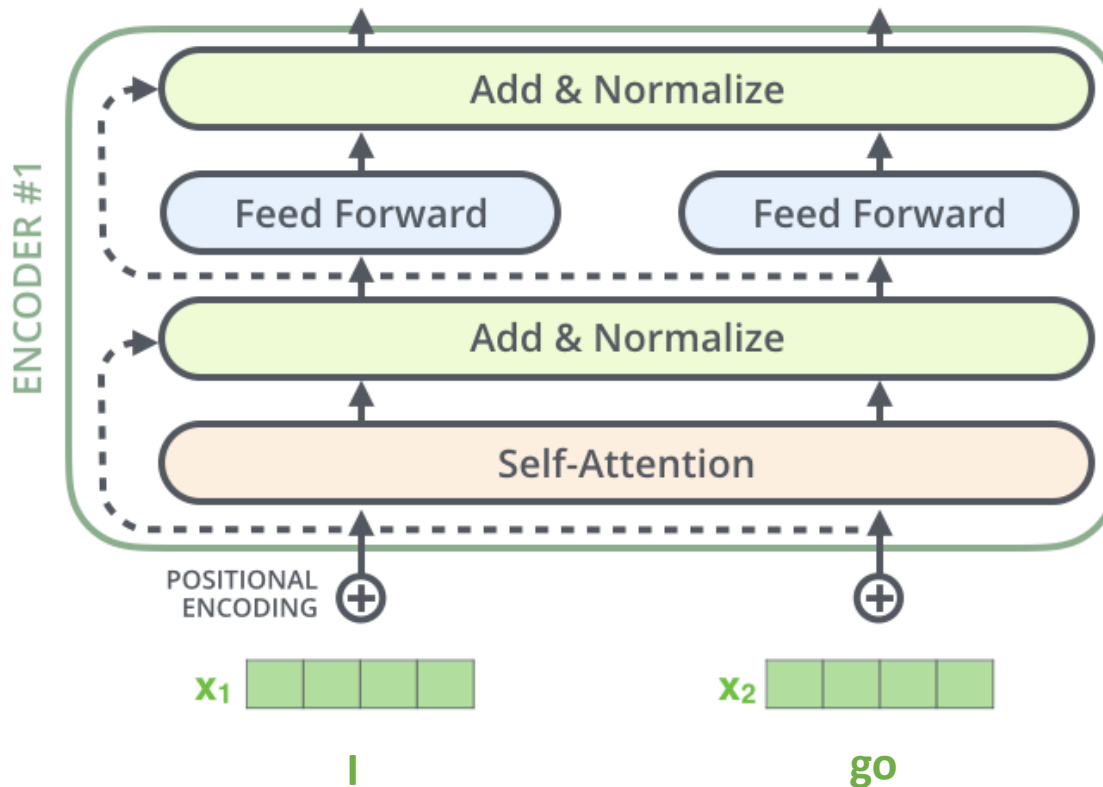 ENCODER #1
Add & Normalize
Feed Forward Feed Forward
Add & Normalize
Self-Attention
POSITIONAL
ENCODING
x₁ x₂
I go